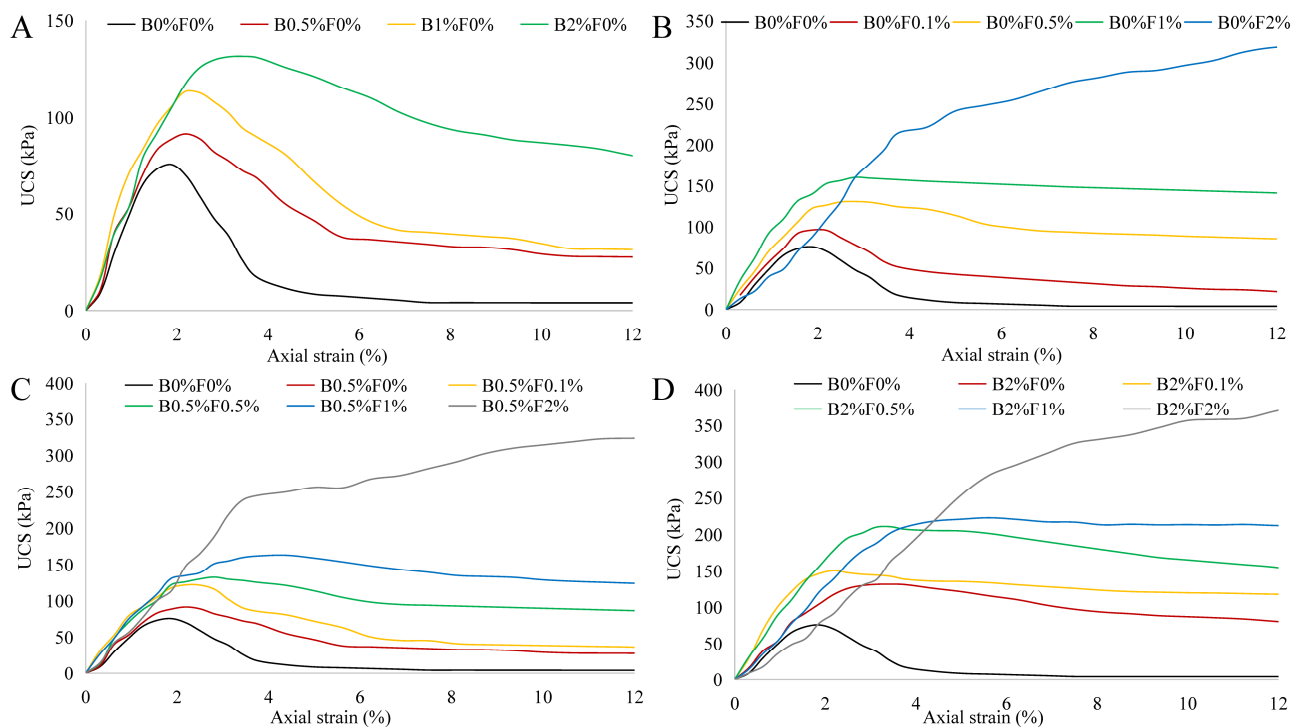 A
B0%F0% B0.5%F0% B1%F0% B2%F0%
150
100
50
0
UCS (kPa)
0 2 4 6 8 10 12
Axial strain (%)
B
B0%F0% B0%F0.1% B0%F0.5% B0%F1% B0%F2%
350
300
250
200
150
100
50
0
UCS (kPa)
0 2 4 6 8 10 12
Axial strain (%)
C
B0%F0% B0.5%F0% B0.5%F0.1%
B0.5%F0.5% B0.5%F1% B0.5%F2%
400
350
300
250
200
150
100
50
0
UCS (kPa)
0 2 4 6 8 10 12
Axial strain (%)
D
B0%F0% B2%F0% B2%F0.1%
B2%F0.5% B2%F1% B2%F2%
400
350
300
250
200
150
100
50
0
UCS (kPa)
0 2 4 6 8 10 12
Axial strain (%)